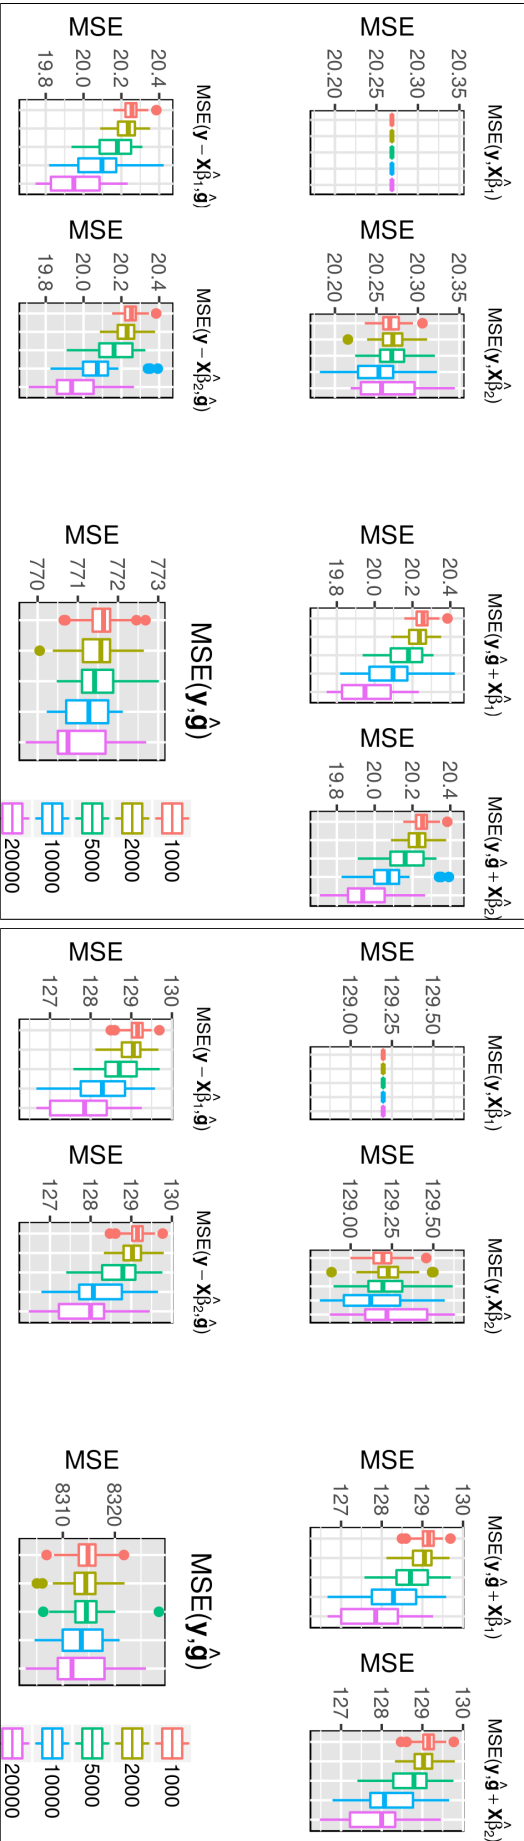 MSE(y,Xβ̂₁)
MSE
20.35
20.30
20.25
20.20
MSE(y,Xβ̂₂)
MSE
20.35
20.30
20.25
20.20
MSE(y,ĝ + Xβ̂₁)
MSE
20.4
20.2
20.0
19.8
MSE(y,ĝ + Xβ̂₂)
MSE
20.4
20.2
20.0
19.8
MSE(y − Xβ̂₁,ĝ)
MSE
20.4
20.2
20.0
19.8
MSE(y − Xβ̂₂,ĝ)
MSE
20.4
20.2
20.0
19.8
MSE(y,ĝ)
MSE
773
772
771
770
1000
2000
5000
10000
20000
MSE(y,Xβ̂₁)
MSE
129.50
129.25
129.00
MSE(y,Xβ̂₂)
MSE
129.50
129.25
129.00
MSE(y,ĝ + Xβ̂₁)
MSE
130
129
128
127
MSE(y,ĝ + Xβ̂₂)
MSE
130
129
128
127
MSE(y − Xβ̂₁,ĝ)
MSE
130
129
128
127
MSE(y − Xβ̂₂,ĝ)
MSE
130
129
128
127
MSE(y,ĝ)
MSE
8320
8310
1000
2000
5000
10000
20000